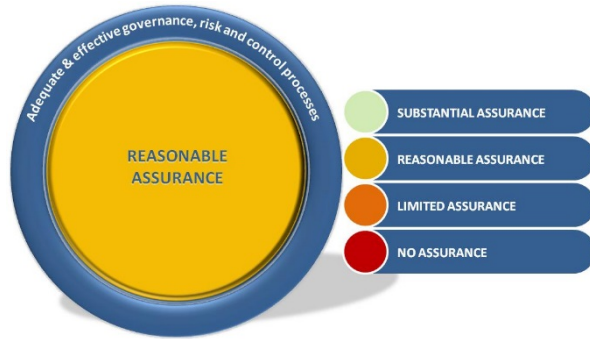 Adequate & effective governance, risk and control processes
REASONABLE
ASSURANCE
SUBSTANTIAL ASSURANCE
REASONABLE ASSURANCE
LIMITED ASSURANCE
NO ASSURANCE